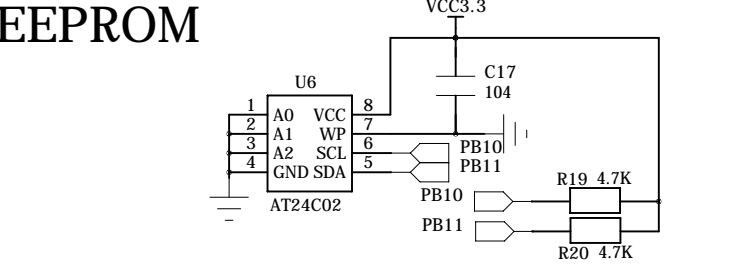 EEPROM
VCC3.3
C17
104
U6
1 A0 VCC 8
2 A1 WP 7
3 A2 SCL 6
4 GND SDA 5
AT24C02
PB10
PB11
PB10
R19 4.7K
PB11
R20 4.7K